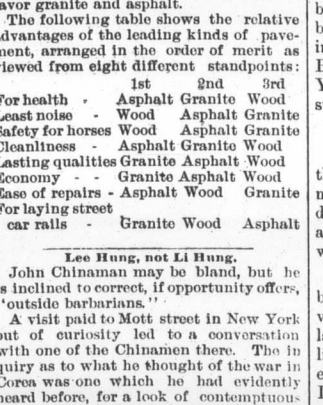 avor granite and asphalt.
The following table shows the relative
dvantages of the leading kinds of pave-
ment, arranged in the order of merit as
iewed from eight different standpoints:
1st 2nd 3rd
For health - Asphalt Granite Wood
Least noise - Wood Asphalt Granite
Safety for horses Wood Asphalt Granite
Cleanliness - Asphalt Granite Wood
Lasting qualities Granite Asphalt Wood
Economy - - Granite Asphalt Wood
Ease of repairs - Asphalt Wood Granite
For laying street
car rails - Granite Wood Asphalt
Lee Hung, not Li Hung.
John Chinaman may be bland, but he
is inclined to correct, if opportunity offers,
'outside barbarians."
A visit paid to Mott street in New York
out of curiosity led to a conversation
with one of the Chinamen there. The in
quiry as to what he thought of the war in
Corea was one which he had evidently
heard before, for a look of contemptuous